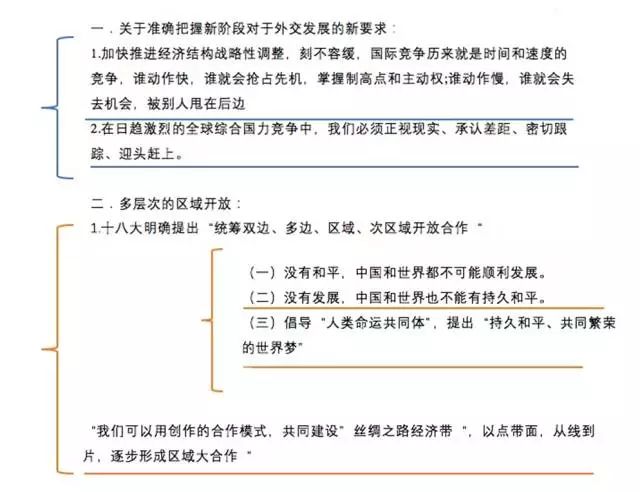 一．关于准确把握新阶段对于外交发展的新要求：
1.加快推进经济结构战略性调整，刻不容缓，国际竞争历来就是时间和速度的
竞争，谁动作快，谁就会抢占先机，掌握制高点和主动权;谁动作慢，谁就会失
去机会，被别人甩在后边
2.在日趋激烈的全球综合国力竞争中，我们必须正视现实、承认差距、密切跟
踪、迎头赶上。
二．多层次的区域开放：
1.十八大明确提出 “统筹双边、多边、区域、次区域开放合作 “
（一）没有和平，中国和世界都不可能顺利发展。
（二）没有发展，中国和世界也不能有持久和平。
（三）倡导 “人类命运共同体”，提出 “持久和平、共同繁荣
的世界梦”
“我们可以用创作的合作模式，共同建设” 丝绸之路经济带 “，以点带面，从线到
片，逐步形成区域大合作 “